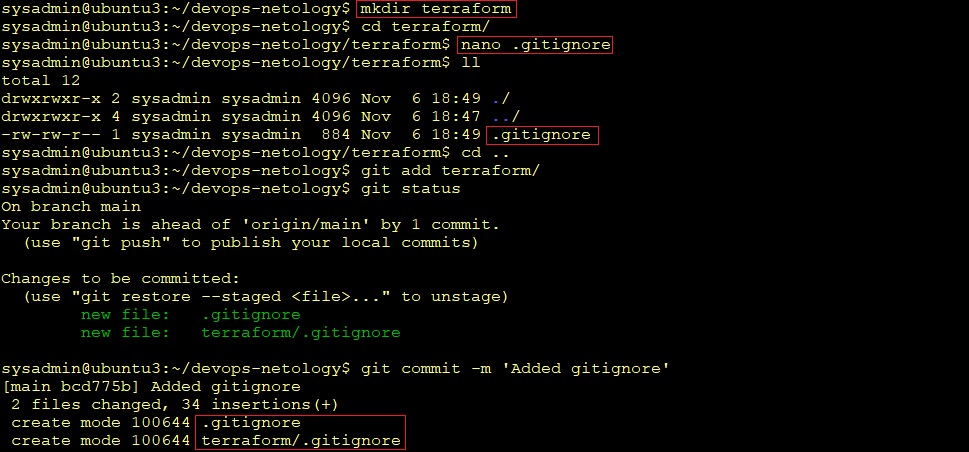 sysadmin@ubuntu3:~/devops-netology$ mkdir terraform
sysadmin@ubuntu3:~/devops-netology$ cd terraform/
sysadmin@ubuntu3:~/devops-netology/terraform$ nano .gitignore
sysadmin@ubuntu3:~/devops-netology/terraform$ ll
total 12
drwxrwxr-x 2 sysadmin sysadmin 4096 Nov  6 18:49 ./
drwxrwxr-x 4 sysadmin sysadmin 4096 Nov  6 18:47 ../
-rw-rw-r-- 1 sysadmin sysadmin  884 Nov  6 18:49 .gitignore
sysadmin@ubuntu3:~/devops-netology/terraform$ cd ..
sysadmin@ubuntu3:~/devops-netology$ git add terraform/
sysadmin@ubuntu3:~/devops-netology$ git status
On branch main
Your branch is ahead of 'origin/main' by 1 commit.
  (use "git push" to publish your local commits)

Changes to be committed:
  (use "git restore --staged <file>..." to unstage)
        new file:   .gitignore
        new file:   terraform/.gitignore

sysadmin@ubuntu3:~/devops-netology$ git commit -m 'Added gitignore'
[main bcd775b] Added gitignore
 2 files changed, 34 insertions(+)
 create mode 100644 .gitignore
 create mode 100644 terraform/.gitignore